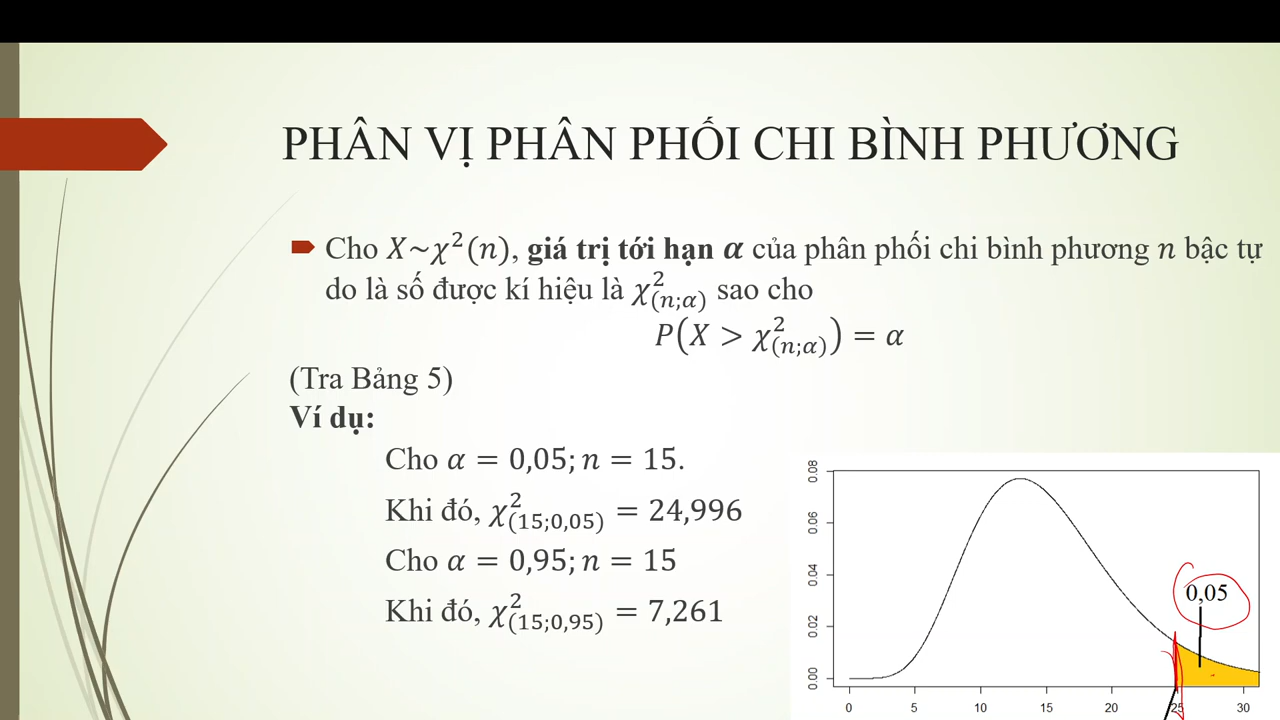 PHÂN VỊ PHÂN PHỐI CHI BÌNH PHƯƠNG
Cho X~χ²(n), giá trị tới hạn α của phân phối chi bình phương n bậc tự
do là số được kí hiệu là χ²₍ₙ;α₎ sao cho
P(X > χ²₍ₙ;α₎) = α
(Tra Bảng 5)
Ví dụ:
Cho α = 0,05; n = 15.
Khi đó, χ²₍₁₅;₀,₀₅₎ = 24,996
Cho α = 0,95; n = 15
Khi đó, χ²₍₁₅;₀,₉₅₎ = 7,261
0.08
0.06
0.04
0.02
0.00
0,05
0 5 10 15 20 25 30